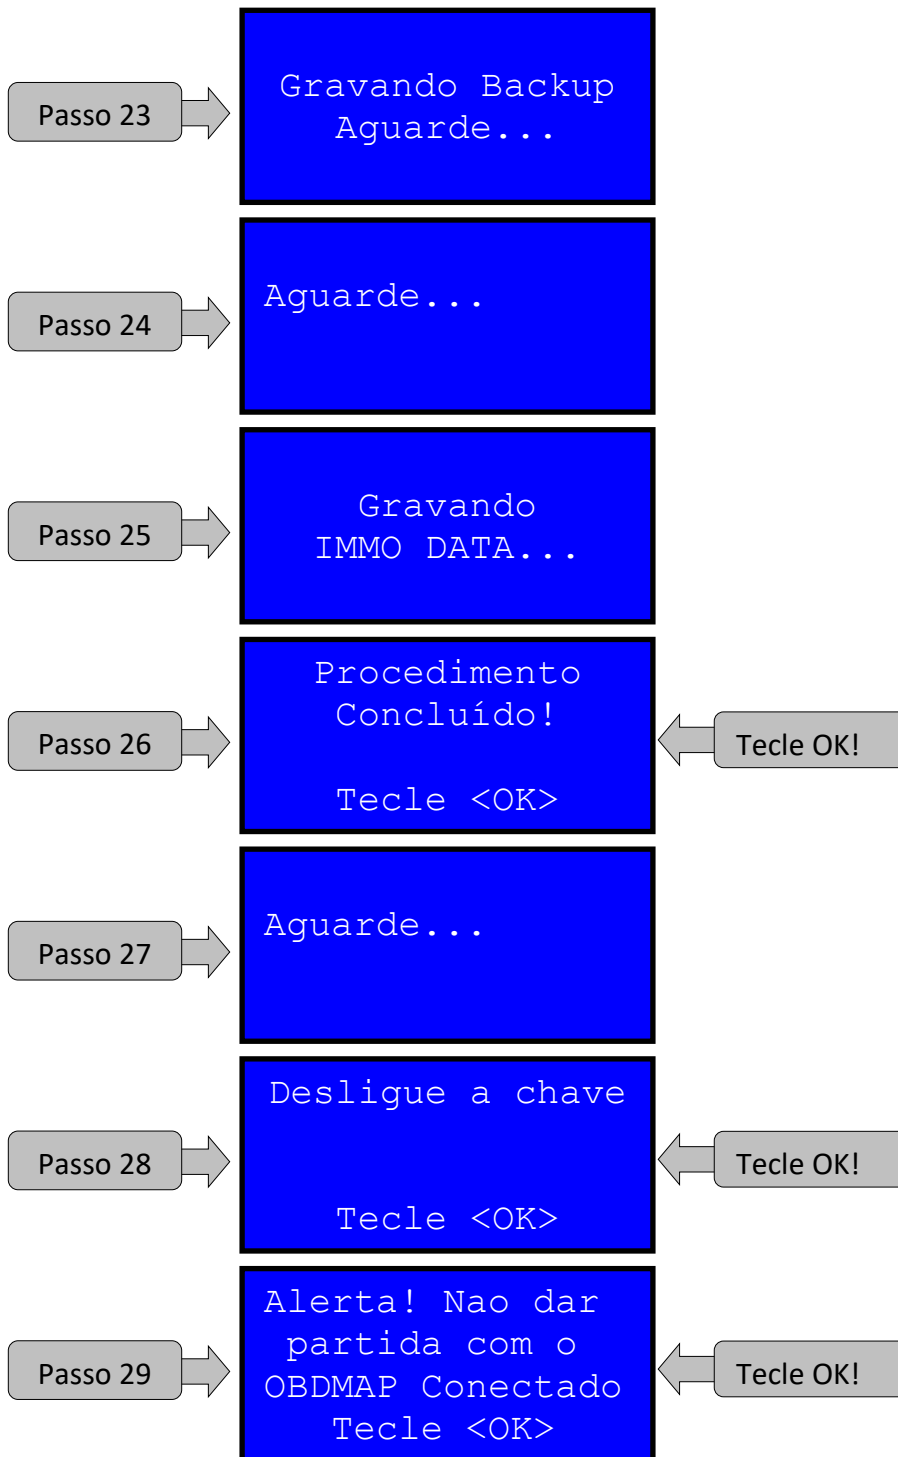 Passo 23
Gravando Backup
Aguarde...
Passo 24
Aguarde...
Passo 25
Gravando
IMMO DATA...
Passo 26
Procedimento
Concluído!
Tecle <OK>
Tecle OK!
Passo 27
Aguarde...
Passo 28
Desligue a chave
Tecle <OK>
Tecle OK!
Passo 29
Alerta! Nao dar
partida com o
OBDMAP Conectado
Tecle <OK>
Tecle OK!